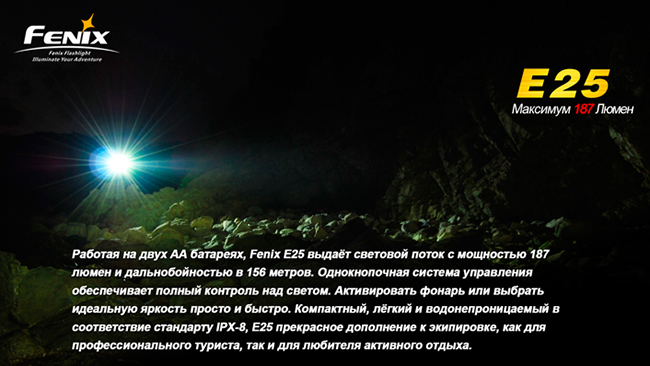 FENIX
Fenix Flashlight
Illuminate Your Adventure
E25
Максимум 187 Люмен
Работая на двух АА батареях, Fenix E25 выдаёт световой поток с мощностью 187
люмен и дальнобойностью в 156 метров. Однокнопочная система управления
обеспечивает полный контроль над светом. Активировать фонарь или выбрать
идеальную яркость просто и быстро. Компактный, лёгкий и водонепроницаемый в
соответствие стандарту IPX-8, E25 прекрасное дополнение к экипировке, как для
профессионального туриста, так и для любителя активного отдыха.